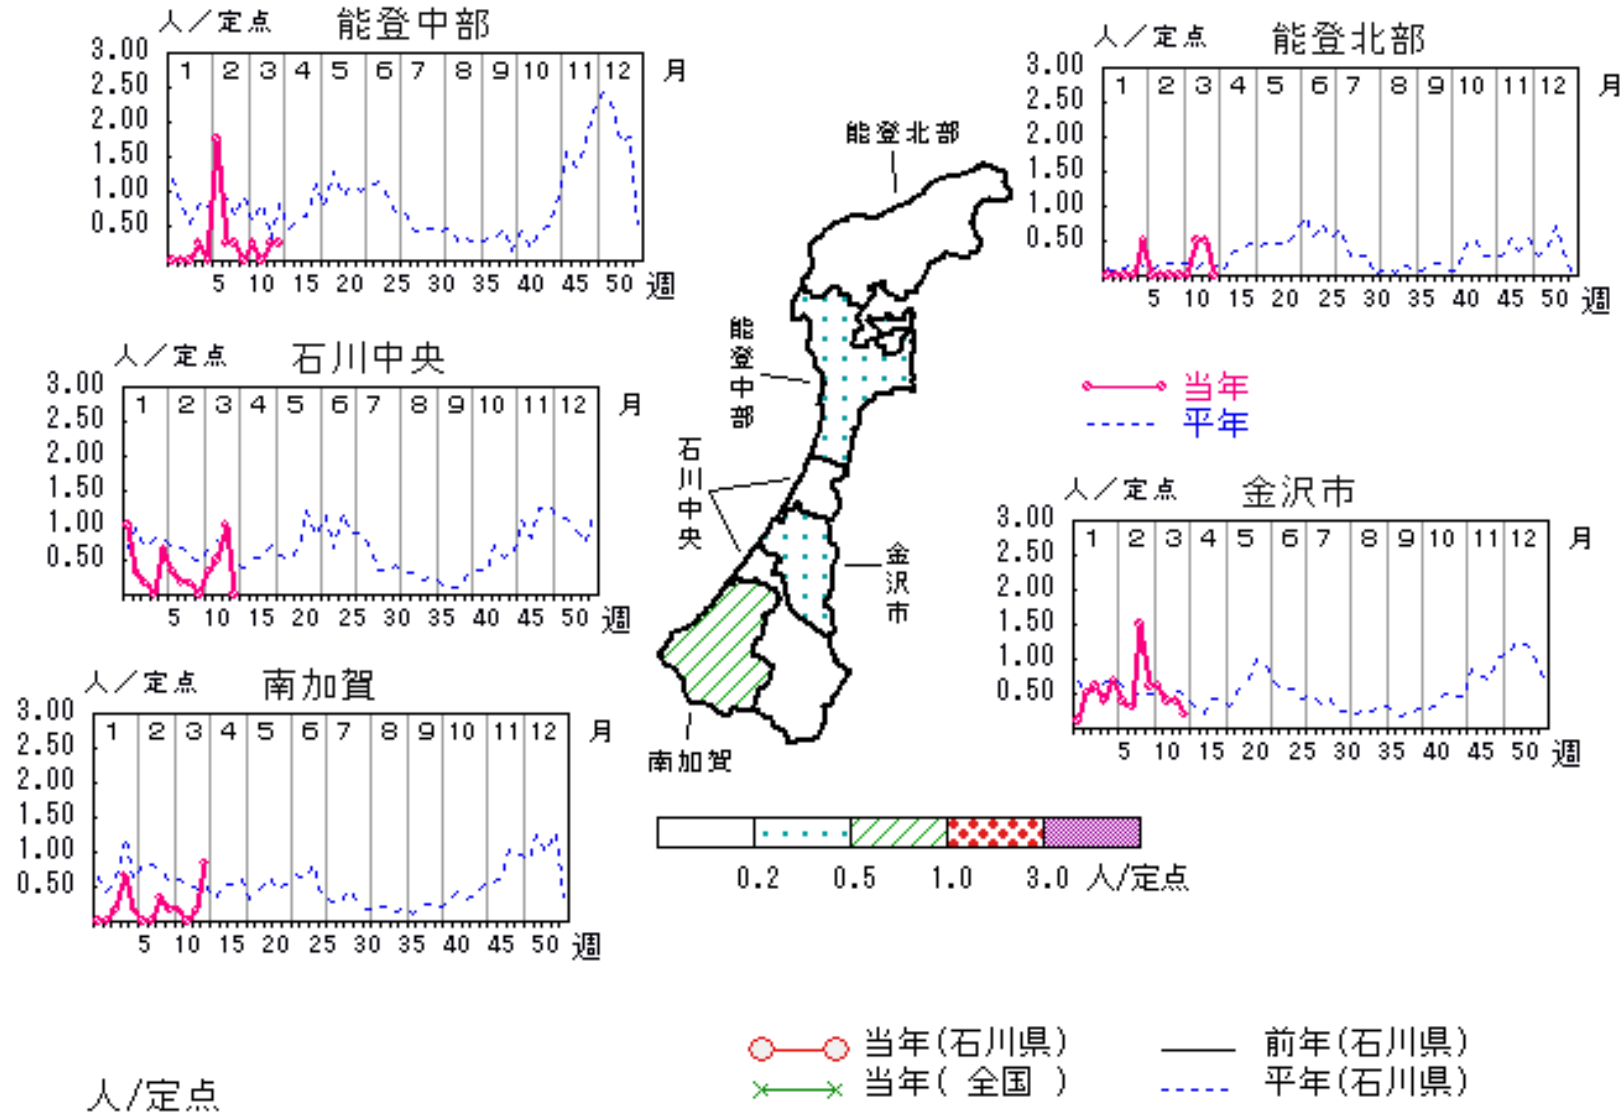 人／定点 能登中部
3.00
2.50
2.00
1.50
1.00
0.50
1 2 3 4 5 6 7 8 9 10 11 12 月
5 10 15 20 25 30 35 40 45 50 週
人／定点 能登北部
3.00
2.50
2.00
1.50
1.00
0.50
1 2 3 4 5 6 7 8 9 10 11 12 月
5 10 15 20 25 30 35 40 45 50 週
能登北部
能登中部
石川中央
金沢市
南加賀
当年
平年
人／定点 石川中央
3.00
2.50
2.00
1.50
1.00
0.50
1 2 3 4 5 6 7 8 9 10 11 12 月
5 10 15 20 25 30 35 40 45 50 週
人／定点 金沢市
3.00
2.50
2.00
1.50
1.00
0.50
1 2 3 4 5 6 7 8 9 10 11 12 月
5 10 15 20 25 30 35 40 45 50 週
人／定点 南加賀
3.00
2.50
2.00
1.50
1.00
0.50
1 2 3 4 5 6 7 8 9 10 11 12 月
5 10 15 20 25 30 35 40 45 50 週
0.2 0.5 1.0 3.0 人/定点
当年(石川県) 前年(石川県)
当年( 全国 ) 平年(石川県)
人/定点